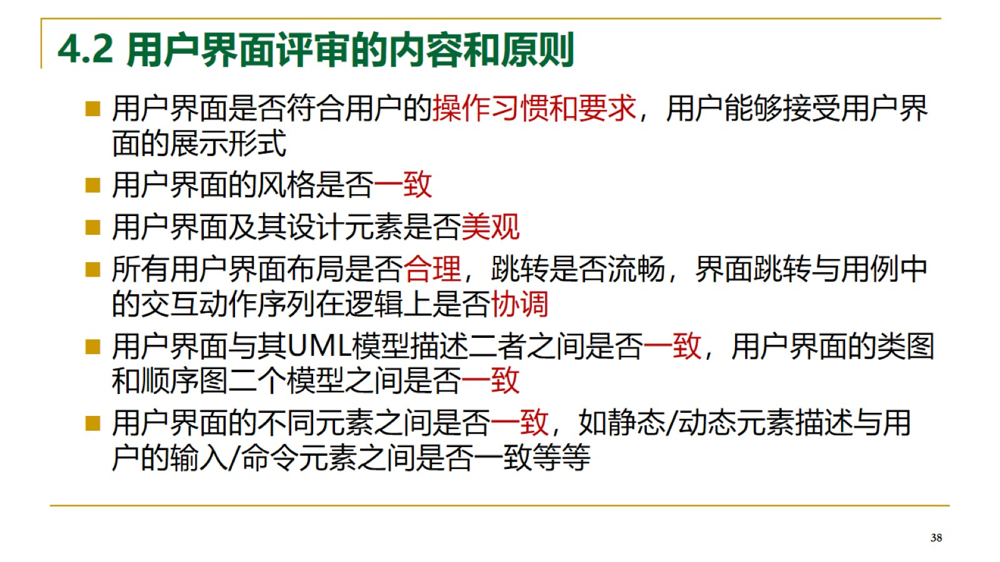 4.2 用户界面评审的内容和原则
用户界面是否符合用户的操作习惯和要求，用户能够接受用户界
面的展示形式
用户界面的风格是否一致
用户界面及其设计元素是否美观
所有用户界面布局是否合理，跳转是否流畅，界面跳转与用例中
的交互动作序列在逻辑上是否协调
用户界面与其UML模型描述二者之间是否一致，用户界面的类图
和顺序图二个模型之间是否一致
用户界面的不同元素之间是否一致，如静态/动态元素描述与用
户的输入/命令元素之间是否一致等等
38